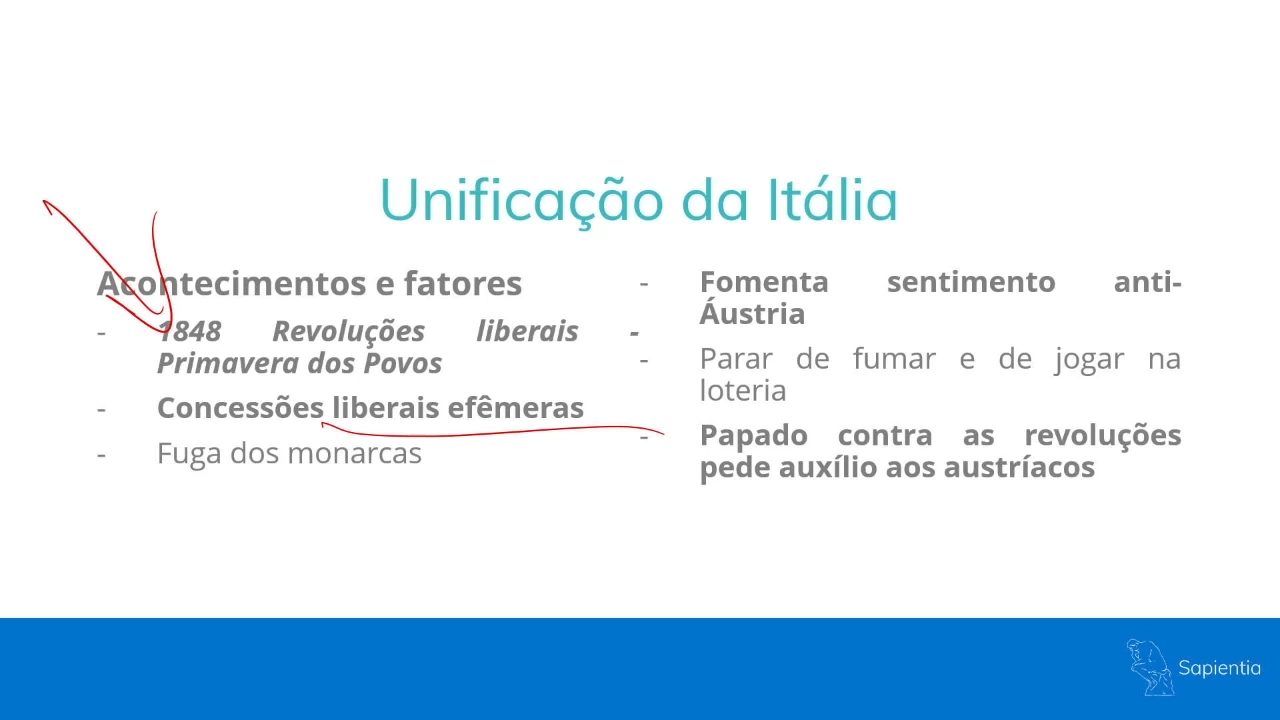 Unificação da Itália
Acontecimentos e fatores
- 1848 Revoluções liberais -
Primavera dos Povos
- Concessões liberais efêmeras
- Fuga dos monarcas
- Fomenta sentimento anti-
Áustria
- Parar de fumar e de jogar na
loteria
- Papado contra as revoluções
pede auxílio aos austríacos
Sapientia